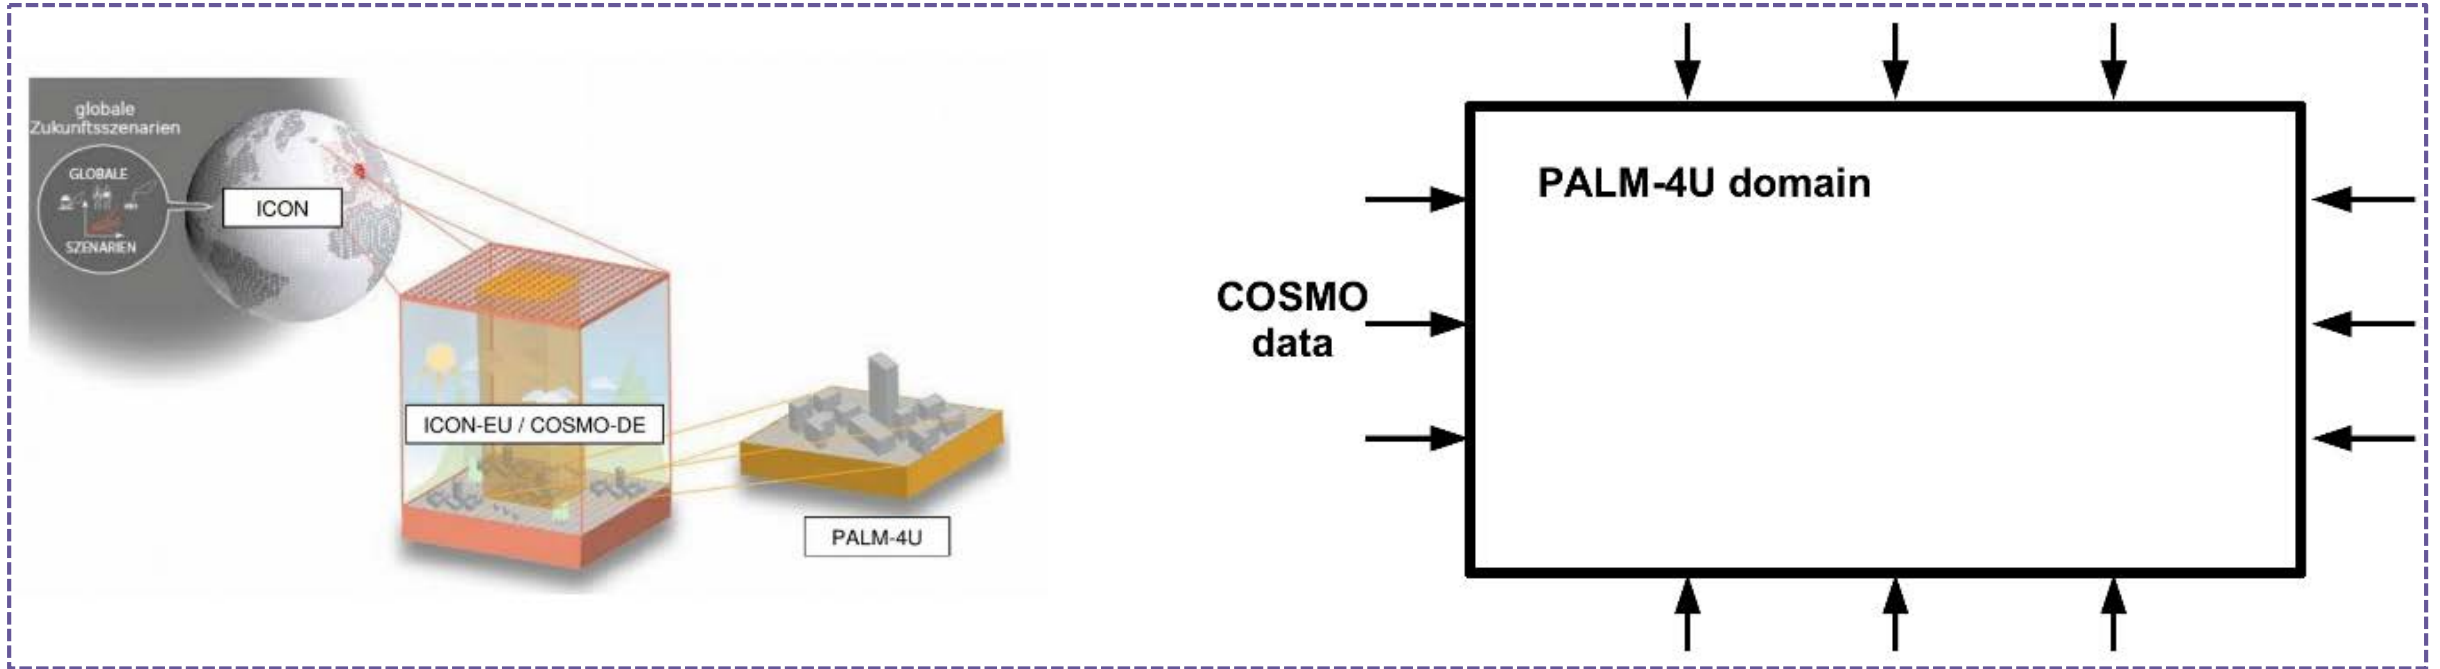 globale
Zukunftsszenarien
GLOBALE
SZENARIEN
ICON
ICON-EU / COSMO-DE
PALM-4U
PALM-4U domain
COSMO
data